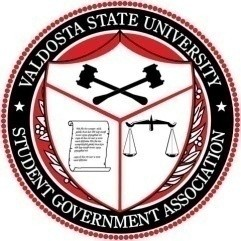 VALDOSTA STATE UNIVERSITY
STUDENT GOVERNMENT ASSOCIATION